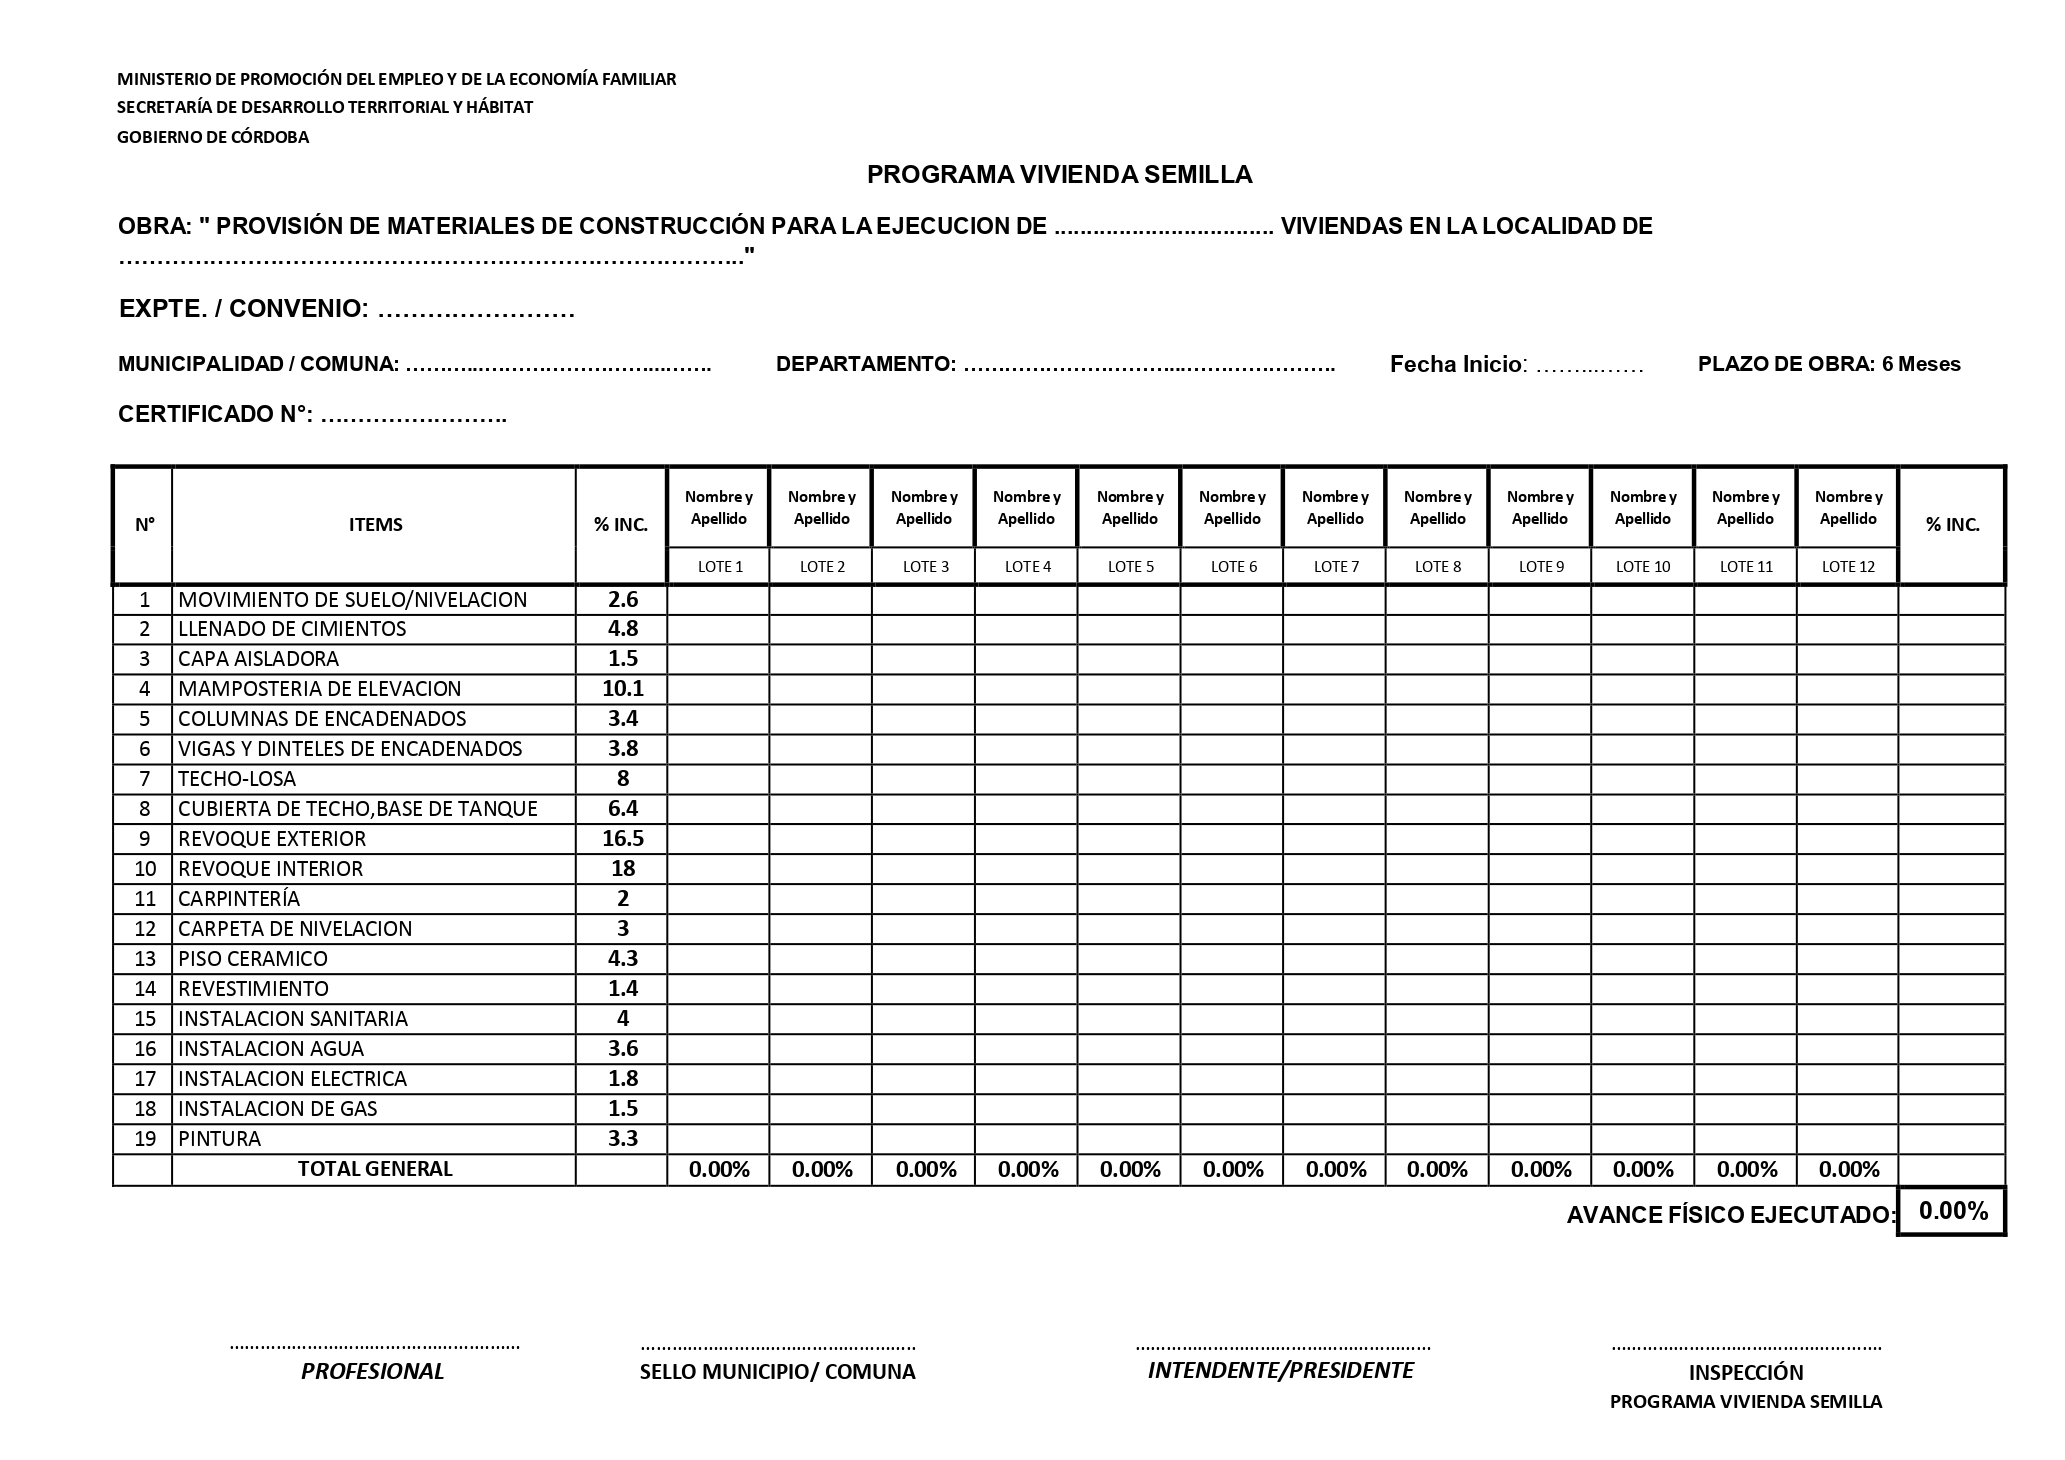 MINISTERIO DE PROMOCIÓN DEL EMPLEO Y DE LA ECONOMÍA FAMILIAR
SECRETARÍA DE DESARROLLO TERRITORIAL Y HÁBITAT
GOBIERNO DE CÓRDOBA
PROGRAMA VIVIENDA SEMILLA
OBRA: " PROVISIÓN DE MATERIALES DE CONSTRUCCIÓN PARA LA EJECUCION DE .................................. VIVIENDAS EN LA LOCALIDAD DE
………………………………………………………………………..."
EXPTE. / CONVENIO: ……………………
MUNICIPALIDAD / COMUNA: …………………………………… DEPARTAMENTO: …………………………………………… Fecha Inicio: …………… PLAZO DE OBRA: 6 Meses
CERTIFICADO N°: …………………….
N° ITEMS % INC. Nombre y Apellido Nombre y Apellido Nombre y Apellido Nombre y Apellido Nombre y Apellido Nombre y Apellido Nombre y Apellido Nombre y Apellido Nombre y Apellido Nombre y Apellido Nombre y Apellido Nombre y Apellido % INC.
LOTE 1 LOTE 2 LOTE 3 LOTE 4 LOTE 5 LOTE 6 LOTE 7 LOTE 8 LOTE 9 LOTE 10 LOTE 11 LOTE 12
1 MOVIMIENTO DE SUELO/NIVELACION 2.6
2 LLENADO DE CIMIENTOS 4.8
3 CAPA AISLADORA 1.5
4 MAMPOSTERIA DE ELEVACION 10.1
5 COLUMNAS DE ENCADENADOS 3.4
6 VIGAS Y DINTELES DE ENCADENADOS 3.8
7 TECHO-LOSA 8
8 CUBIERTA DE TECHO,BASE DE TANQUE 6.4
9 REVOQUE EXTERIOR 16.5
10 REVOQUE INTERIOR 18
11 CARPINTERÍA 2
12 CARPETA DE NIVELACION 3
13 PISO CERAMICO 4.3
14 REVESTIMIENTO 1.4
15 INSTALACION SANITARIA 4
16 INSTALACION AGUA 3.6
17 INSTALACION ELECTRICA 1.8
18 INSTALACION DE GAS 1.5
19 PINTURA 3.3
TOTAL GENERAL 0.00% 0.00% 0.00% 0.00% 0.00% 0.00% 0.00% 0.00% 0.00% 0.00% 0.00% 0.00%
AVANCE FÍSICO EJECUTADO: 0.00%
…………………………………………… ………………………………………… …………………………………………… …………………………………………
PROFESIONAL SELLO MUNICIPIO/ COMUNA INTENDENTE/PRESIDENTE INSPECCIÓN
PROGRAMA VIVIENDA SEMILLA